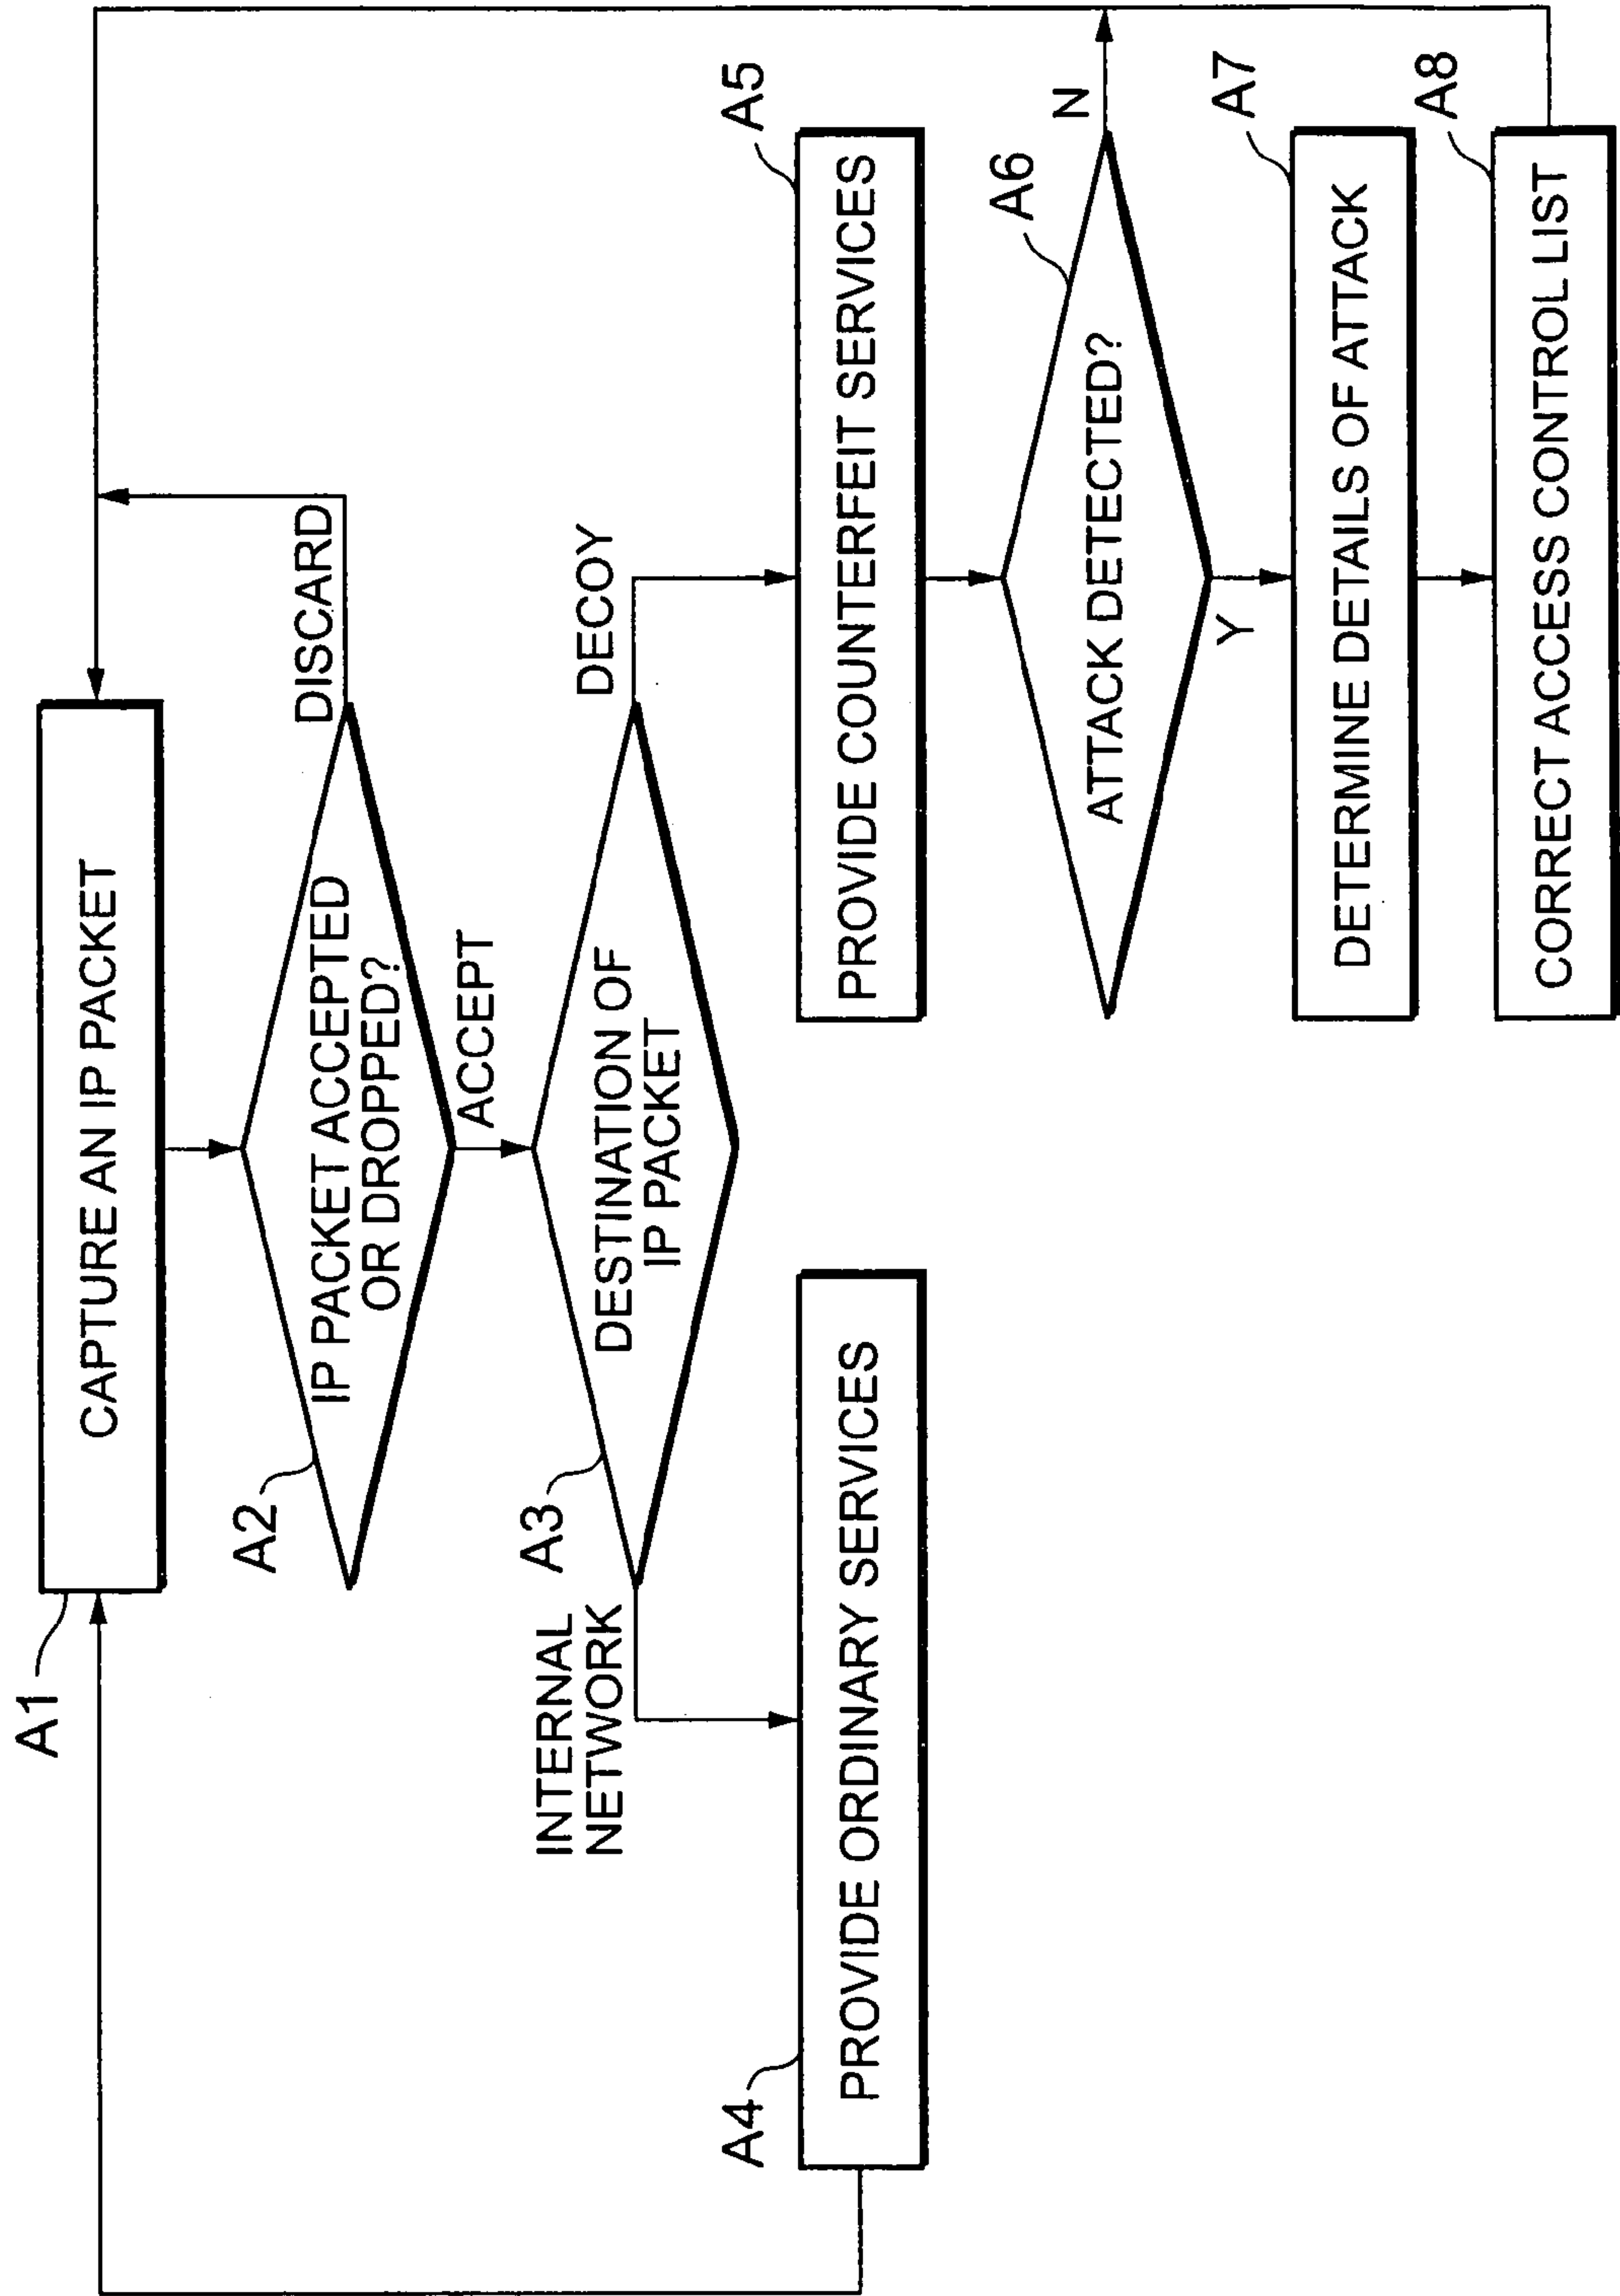 A1
CAPTURE AN IP PACKET
A2
IP PACKET ACCEPTED
OR DROPPED?
DISCARD
ACCEPT
A3
DESTINATION OF
IP PACKET
INTERNAL
NETWORK
DECOY
A4
PROVIDE ORDINARY SERVICES
A5
PROVIDE COUNTERFEIT SERVICES
A6
ATTACK DETECTED?
N
Y
A7
DETERMINE DETAILS OF ATTACK
A8
CORRECT ACCESS CONTROL LIST